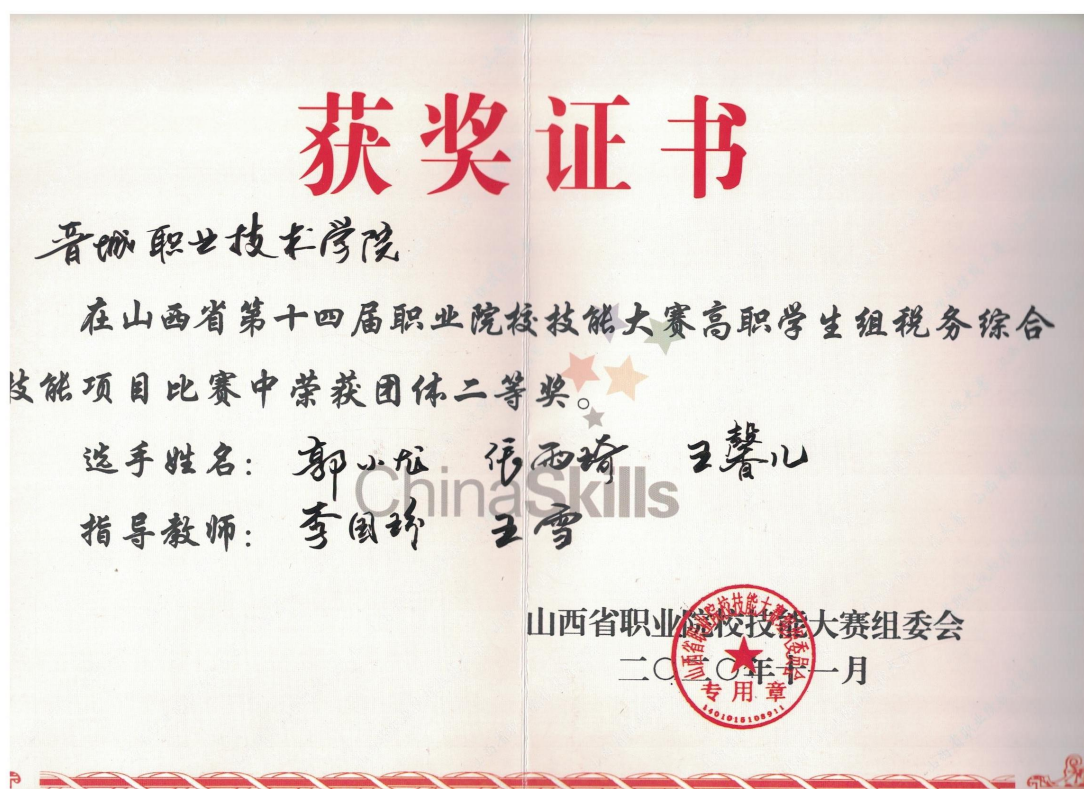 获奖证书
晋城职业技术学院
在山西省第十四届职业院校技能大赛高职学生组税务综合
技能项目比赛中荣获团体二等奖。
选手姓名： 郭小龙 张西琦 王馨儿
ChinaSkills
指导教师： 李国珍 王雪
山西省职业院校技能大赛组委会
二〇二〇年十一月
专用章